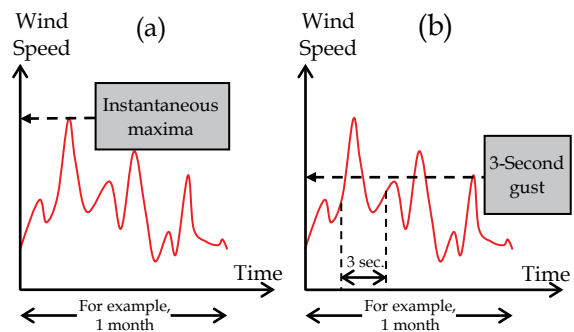 Wind
Speed
(a)
Instantaneous
maxima
Time
For example,
1 month
Wind
Speed
(b)
3-Second
gust
3 sec.
Time
For example,
1 month